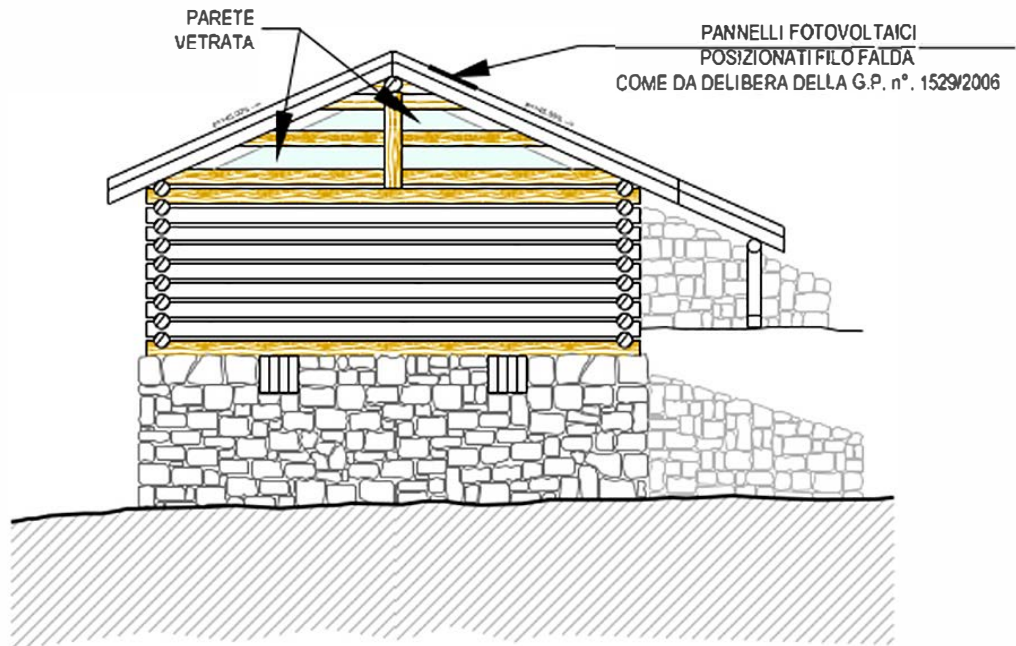 PARETE
VETRATA
PANNELLI FOTOVOLTAICI
POSIZIONATI FILO FALDA
COME DA DELIBERA DELLA G.P. n°. 1529/2006